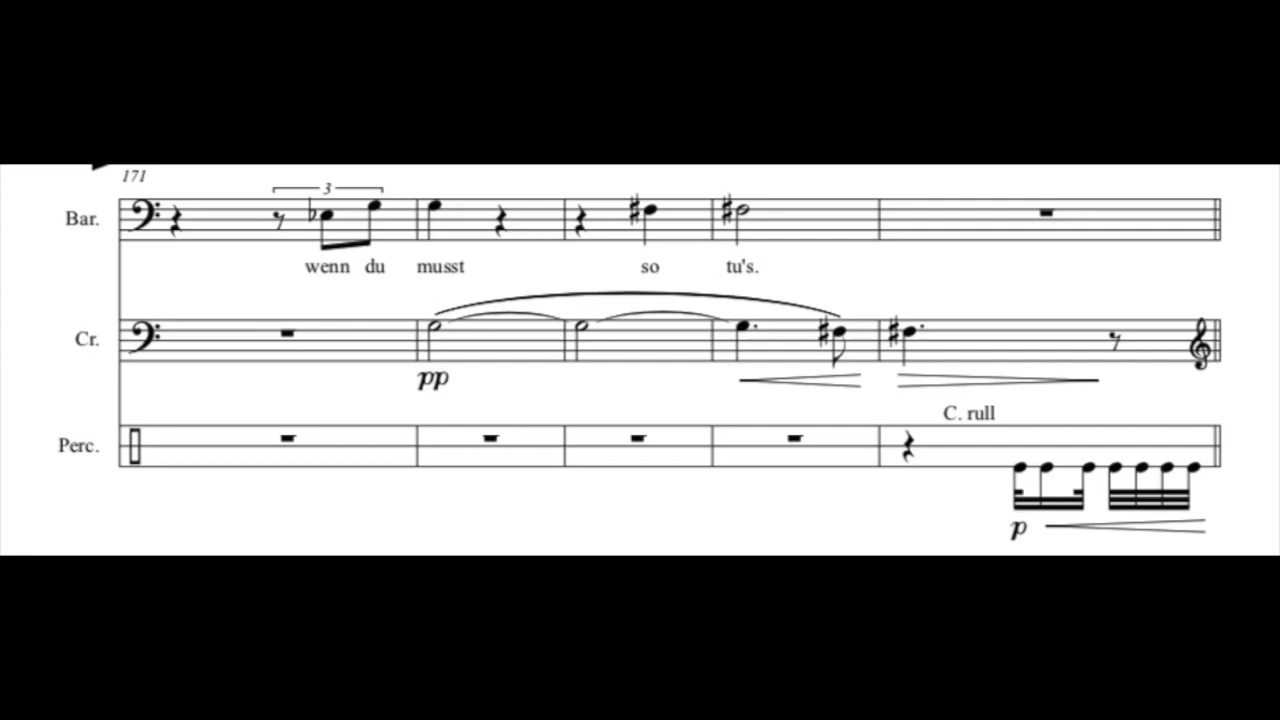 171
3
Bar.
wenn du musst so tu's.
Cr.
pp
C. rull
Perc.
p